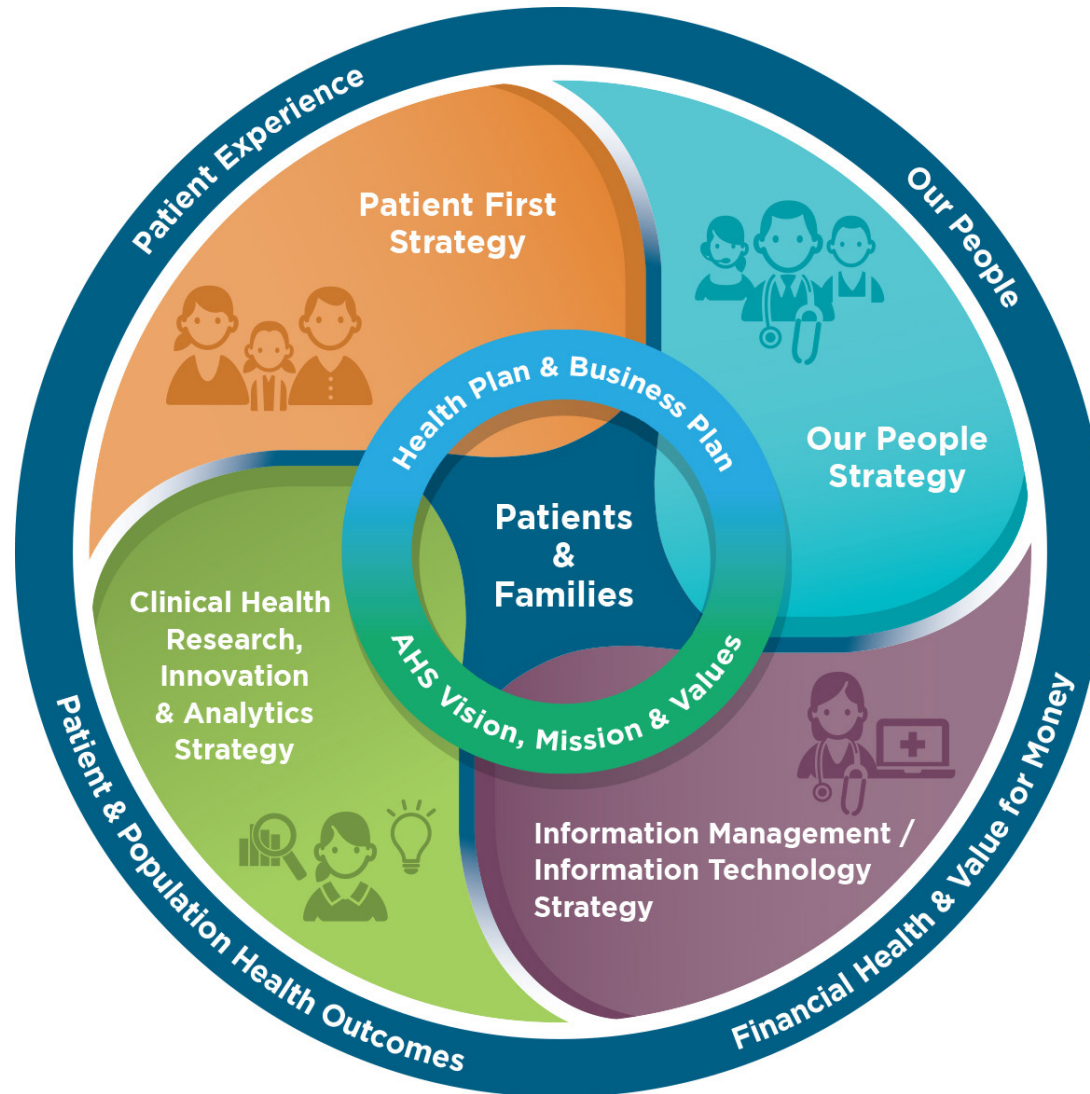 Patient Experience
Our People
Patient First
Strategy
Our People
Strategy
Health Plan & Business Plan
Patients
&
Families
AHS Vision, Mission & Values
Clinical Health
Research,
Innovation
& Analytics
Strategy
Information Management /
Information Technology
Strategy
Patient & Population Health Outcomes
Financial Health & Value for Money